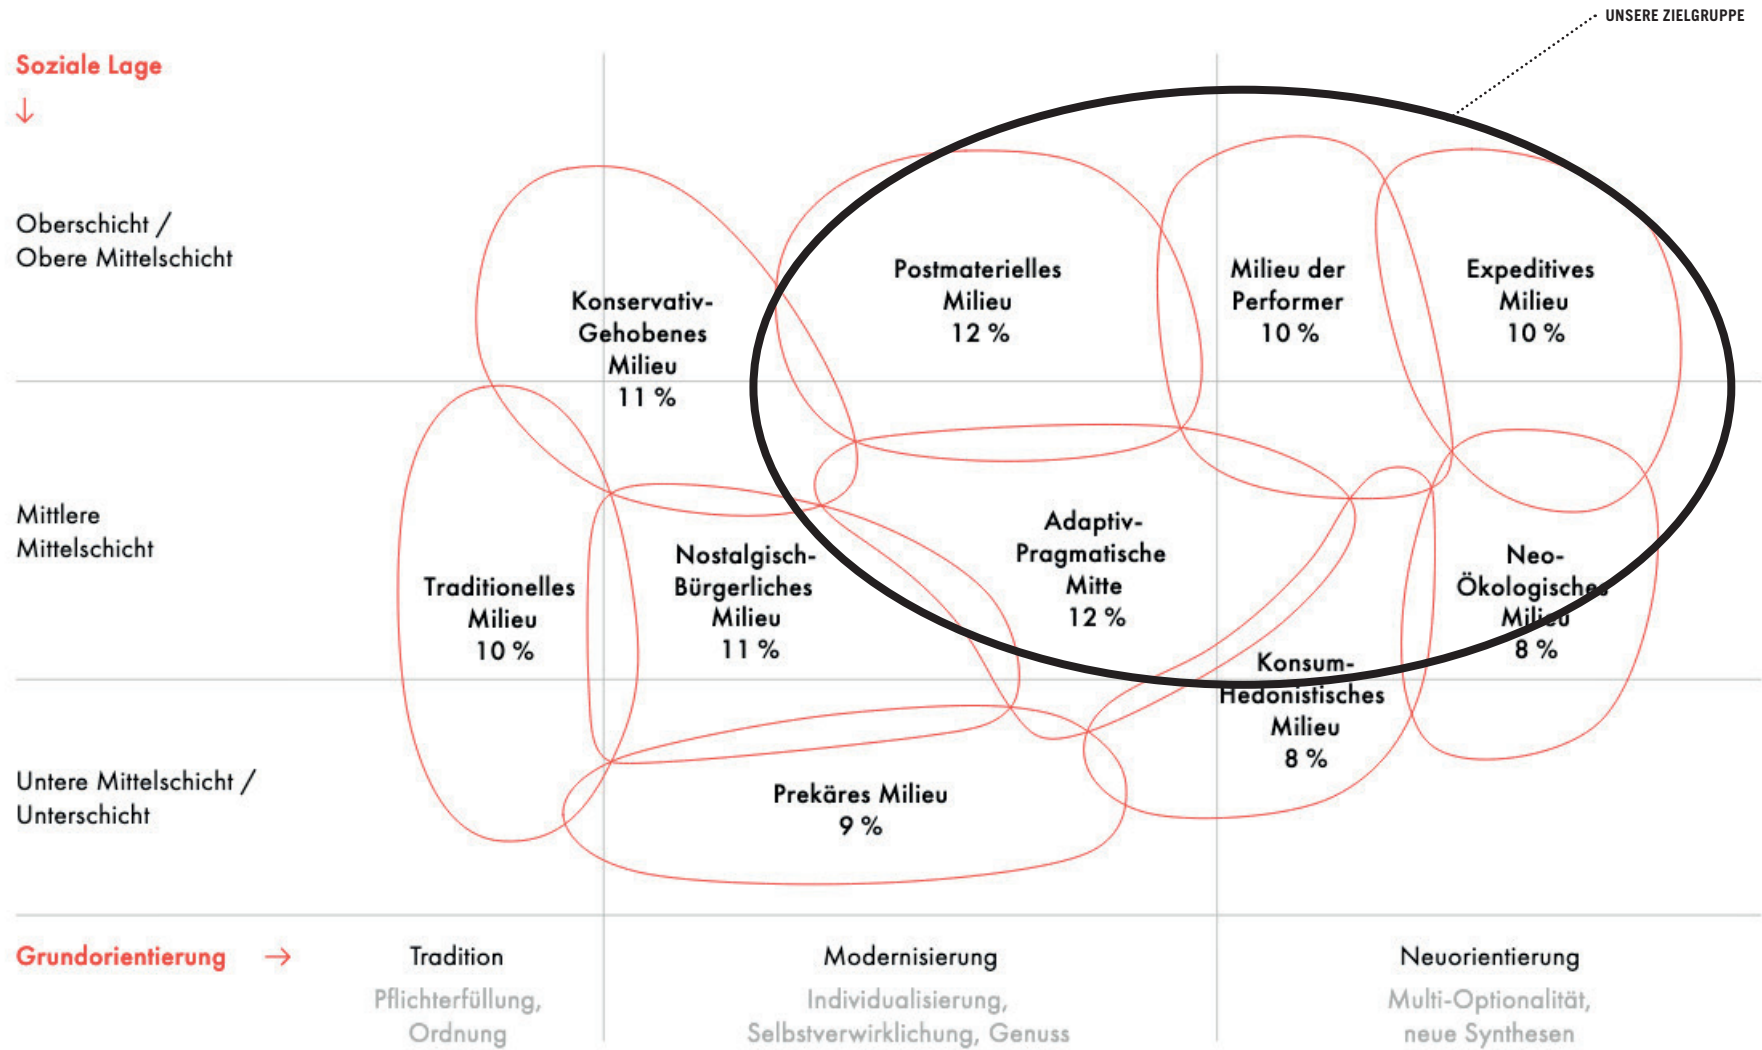 UNSERE ZIELGRUPPE
Soziale Lage
↓
Oberschicht /
Obere Mittelschicht
Konservativ-
Gehobenes
Milieu
11 %
Postmaterielles
Milieu
12 %
Milieu der
Performer
10 %
Expeditives
Milieu
10 %
Mittlere
Mittelschicht
Traditionelles
Milieu
10 %
Nostalgisch-
Bürgerliches
Milieu
11 %
Adaptiv-
Pragmatische
Mitte
12 %
Neo-
Ökologisches
Milieu
8 %
Konsum-
Hedonistisches
Milieu
8 %
Untere Mittelschicht /
Unterschicht
Prekäres Milieu
9 %
Grundorientierung →
Tradition
Pflichterfüllung,
Ordnung
Modernisierung
Individualisierung,
Selbstverwirklichung, Genuss
Neuorientierung
Multi-Optionalität,
neue Synthesen